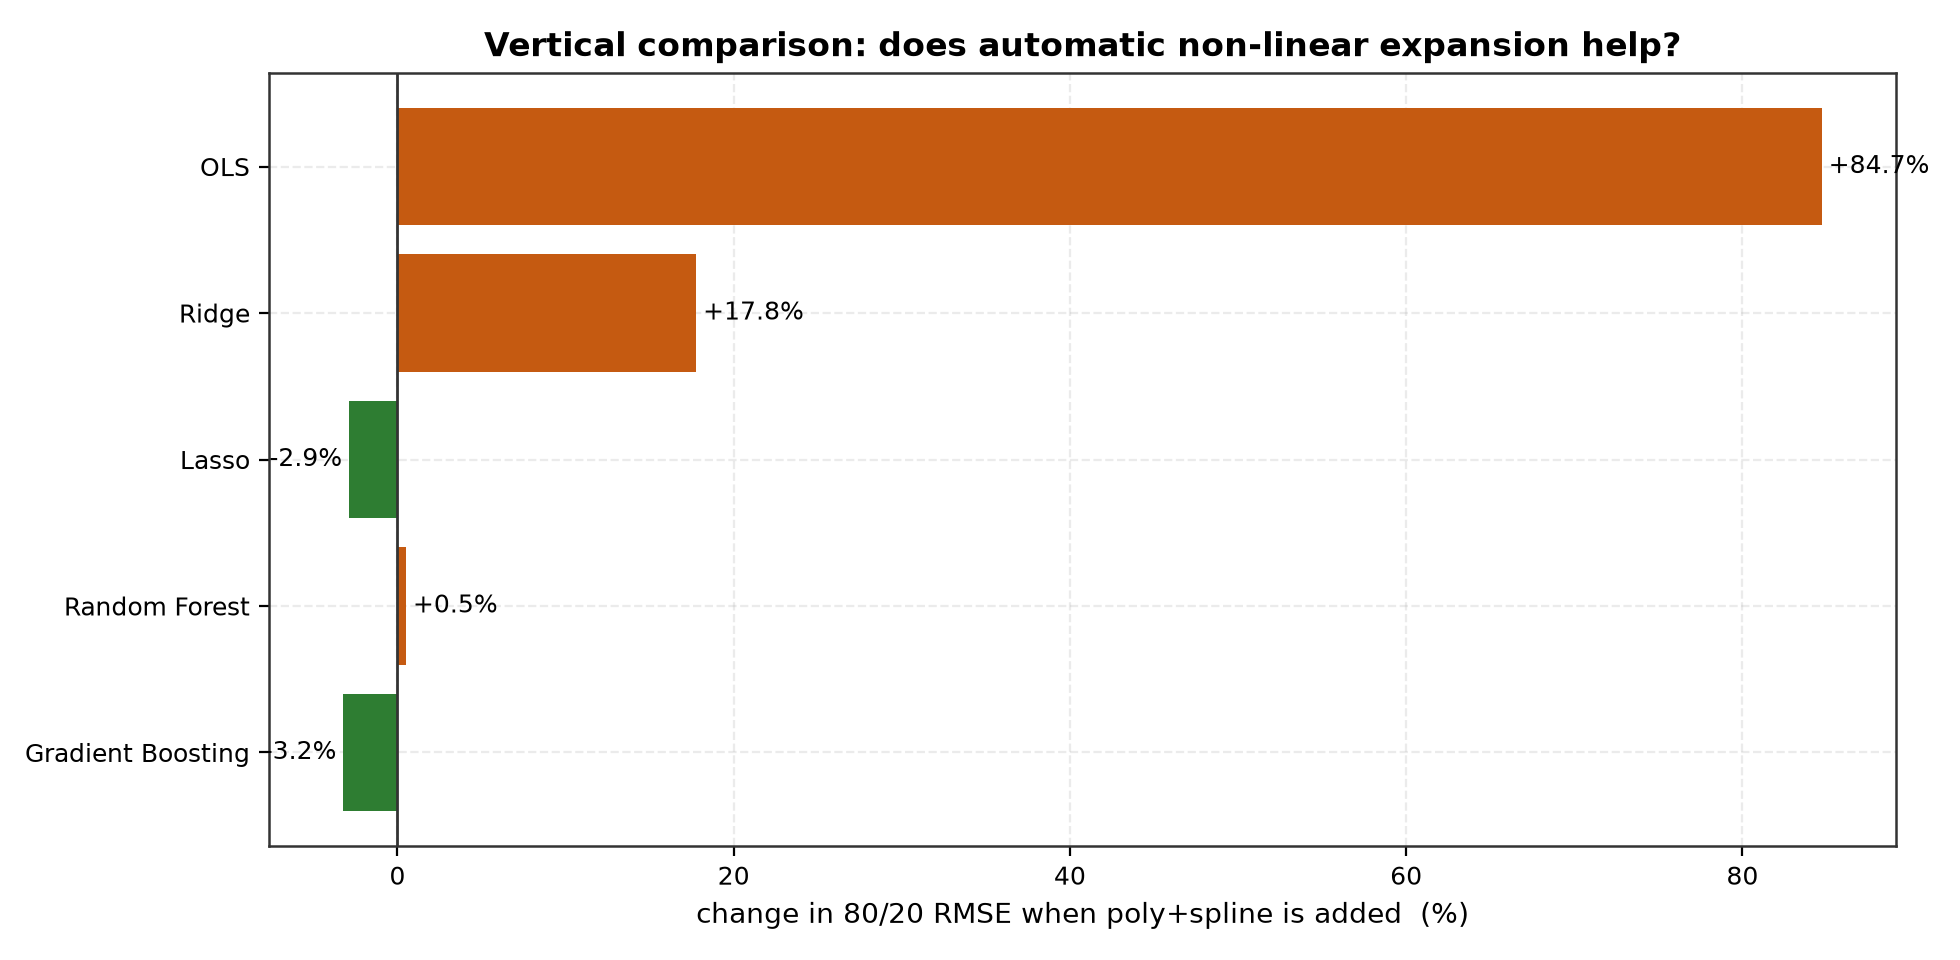 Vertical comparison: does automatic non-linear expansion help?
OLS
+84.7%
Ridge
+17.8%
Lasso
-2.9%
Random Forest
+0.5%
Gradient Boosting
-3.2%
0 20 40 60 80
change in 80/20 RMSE when poly+spline is added (%)